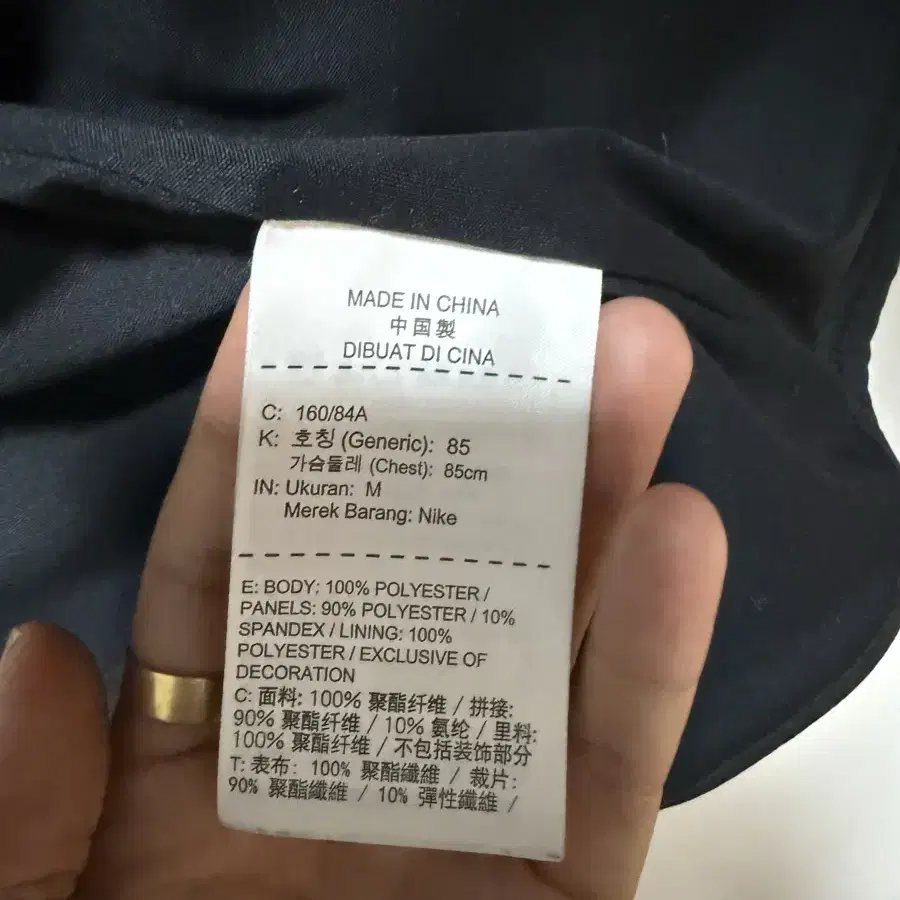 MADE IN CHINA
中国製
DIBUAT DI CINA
C: 160/84A
K: 호칭 (Generic): 85
가슴둘레 (Chest): 85cm
IN: Ukuran: M
Merek Barang: Nike
E: BODY: 100% POLYESTER /
PANELS: 90% POLYESTER / 10%
SPANDEX / LINING: 100%
POLYESTER / EXCLUSIVE OF
DECORATION
C: 面料: 100% 聚酯纤维 / 拼接:
90% 聚酯纤维 / 10% 氨纶 / 里料:
100% 聚酯纤维 / 不包括装饰部分
T: 表布: 100% 聚酯纖維 / 裁片:
90% 聚酯纖維 / 10% 彈性纖維 /